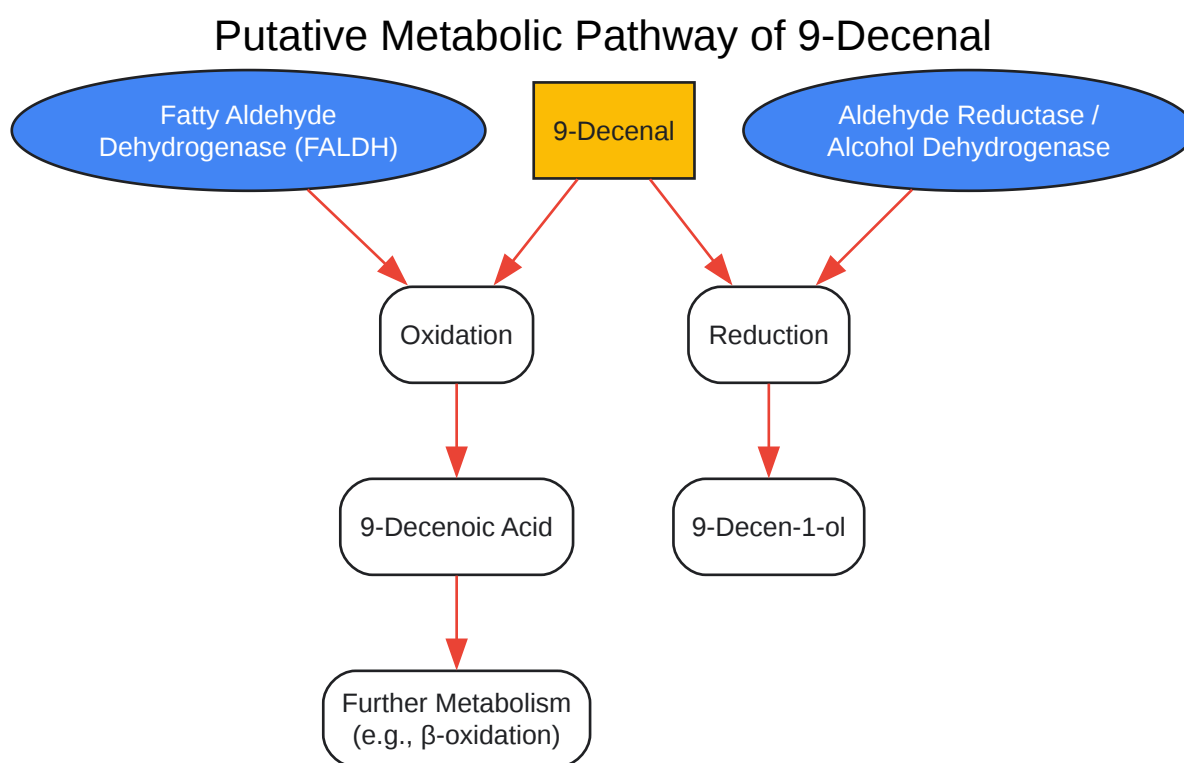 Putative Metabolic Pathway of 9-Decenal
Fatty Aldehyde
Dehydrogenase (FALDH)
9-Decenal
Aldehyde Reductase /
Alcohol Dehydrogenase
Oxidation
Reduction
9-Decenoic Acid
9-Decen-1-ol
Further Metabolism
(e.g., β-oxidation)